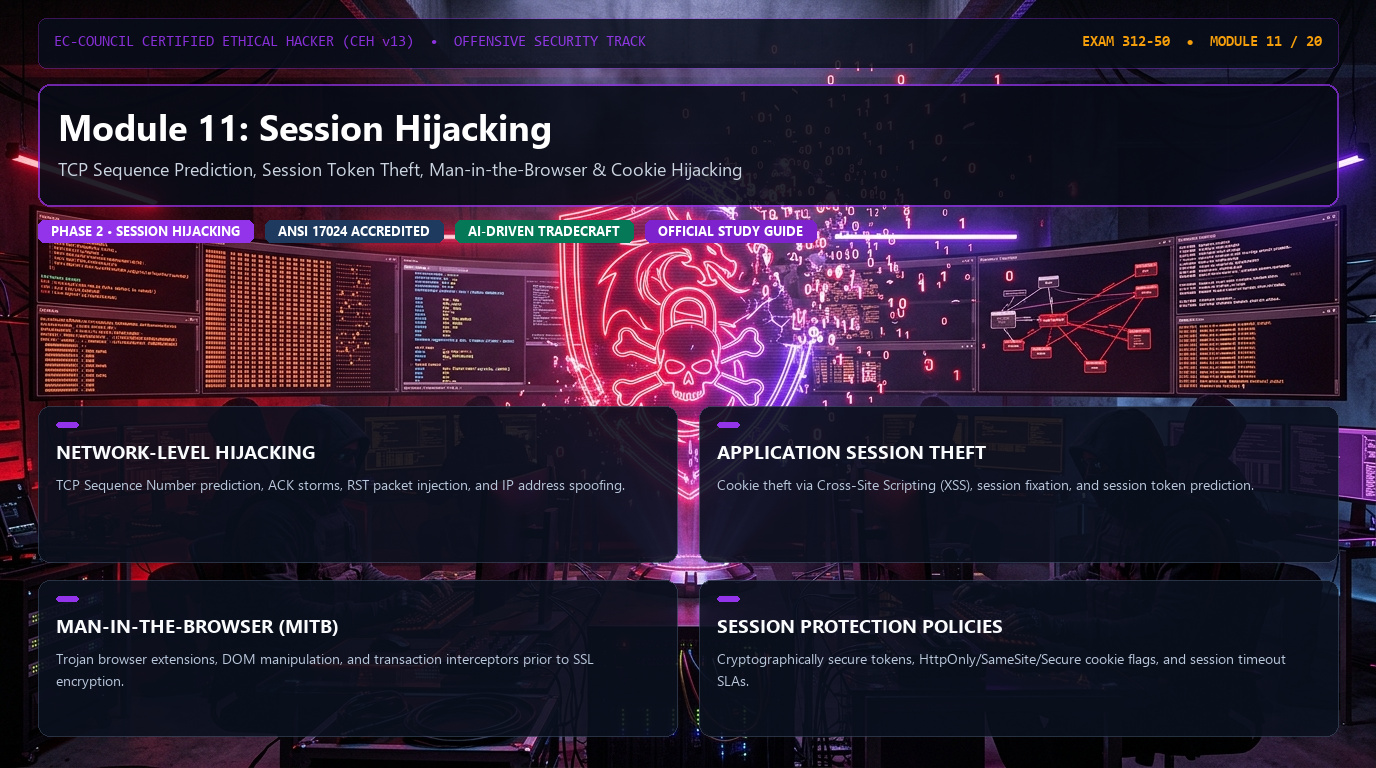 EC-COUNCIL CERTIFIED ETHICAL HACKER (CEH v13) • OFFENSIVE SECURITY TRACK
EXAM 312-50 • MODULE 11 / 20
Module 11: Session Hijacking
TCP Sequence Prediction, Session Token Theft, Man-in-the-Browser & Cookie Hijacking
PHASE 2 • SESSION HIJACKING
ANSI 17024 ACCREDITED
AI-DRIVEN TRADECRAFT
OFFICIAL STUDY GUIDE
NETWORK-LEVEL HIJACKING
TCP Sequence Number prediction, ACK storms, RST packet injection, and IP address spoofing.
APPLICATION SESSION THEFT
Cookie theft via Cross-Site Scripting (XSS), session fixation, and session token prediction.
MAN-IN-THE-BROWSER (MITB)
Trojan browser extensions, DOM manipulation, and transaction interceptors prior to SSL
encryption.
SESSION PROTECTION POLICIES
Cryptographically secure tokens, HttpOnly/SameSite/Secure cookie flags, and session timeout
SLAs.